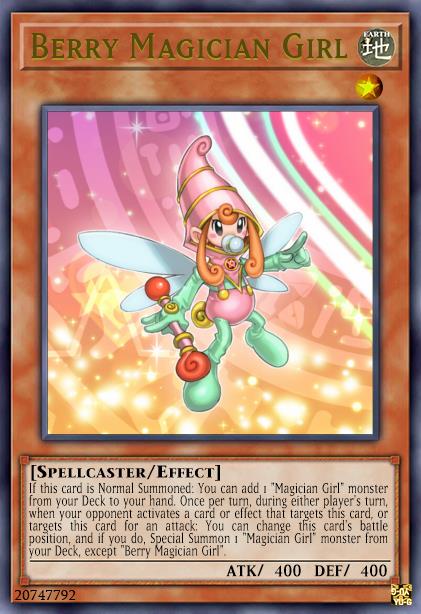 BERRY MAGICIAN GIRL
EARTH
地
[SPELLCASTER/EFFECT]
If this card is Normal Summoned: You can add 1 "Magician Girl" monster
from your Deck to your hand. Once per turn, during either player's turn,
when your opponent activates a card or effect that targets this card, or
targets this card for an attack: You can change this card's battle
position, and if you do, Special Summon 1 "Magician Girl" monster from
your Deck, except "Berry Magician Girl".
ATK/ 400 DEF/ 400
20747792